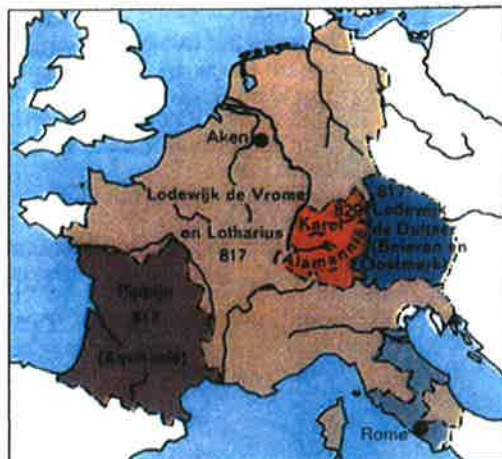 Aken
Lodewijk de Vrome
en Lotharius
817
829
Karel
(Alamannië)
817
Lodewijk
de Duitser
(Beieren en
Oostmark)
Pippijn
817
(Aquitanië)
Rome